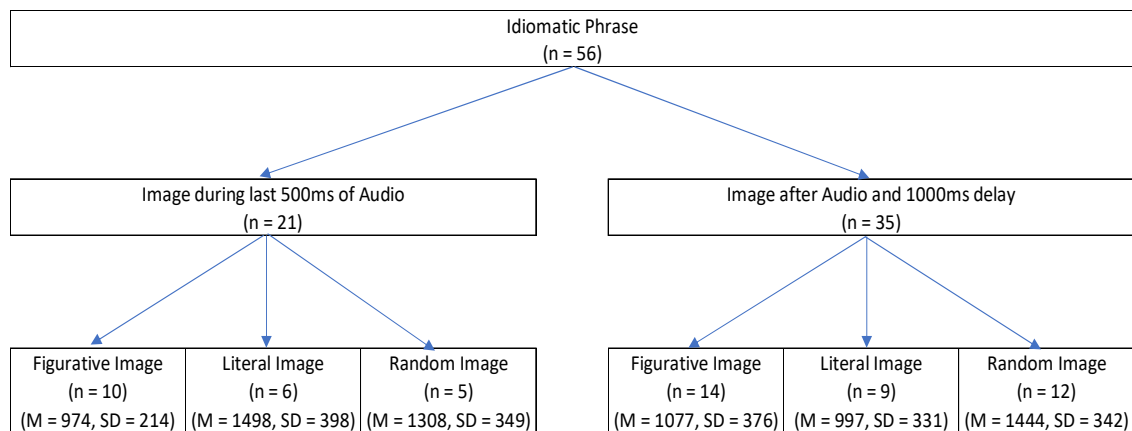 Idiomatic Phrase
(n = 56)
Image during last 500ms of Audio
(n = 21)
Image after Audio and 1000ms delay
(n = 35)
Figurative Image
(n = 10)
(M = 974, SD = 214)
Literal Image
(n = 6)
(M = 1498, SD = 398)
Random Image
(n = 5)
(M = 1308, SD = 349)
Figurative Image
(n = 14)
(M = 1077, SD = 376)
Literal Image
(n = 9)
(M = 997, SD = 331)
Random Image
(n = 12)
(M = 1444, SD = 342)